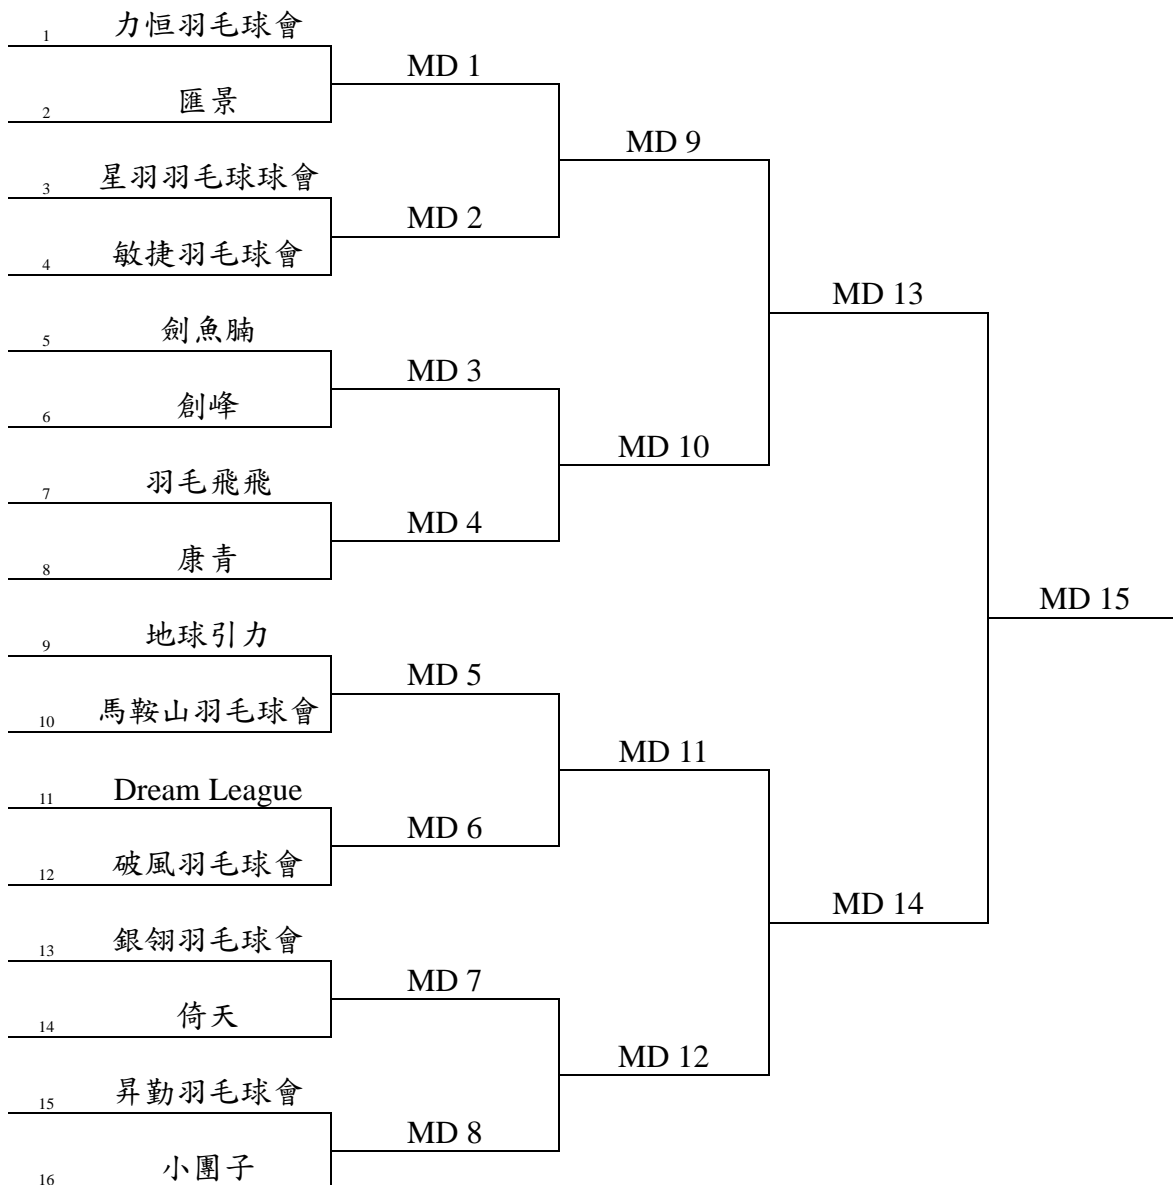 1 力恒羽毛球會
MD 1
2 匯景
MD 9
3 星羽羽毛球球會
MD 2
4 敏捷羽毛球會
MD 13
5 劍魚腩
MD 3
6 創峰
MD 10
7 羽毛飛飛
MD 4
8 康青
MD 15
9 地球引力
MD 5
10 馬鞍山羽毛球會
MD 11
11 Dream League
MD 6
12 破風羽毛球會
MD 14
13 銀翎羽毛球會
MD 7
14 倚天
MD 12
15 昇勤羽毛球會
MD 8
16 小團子